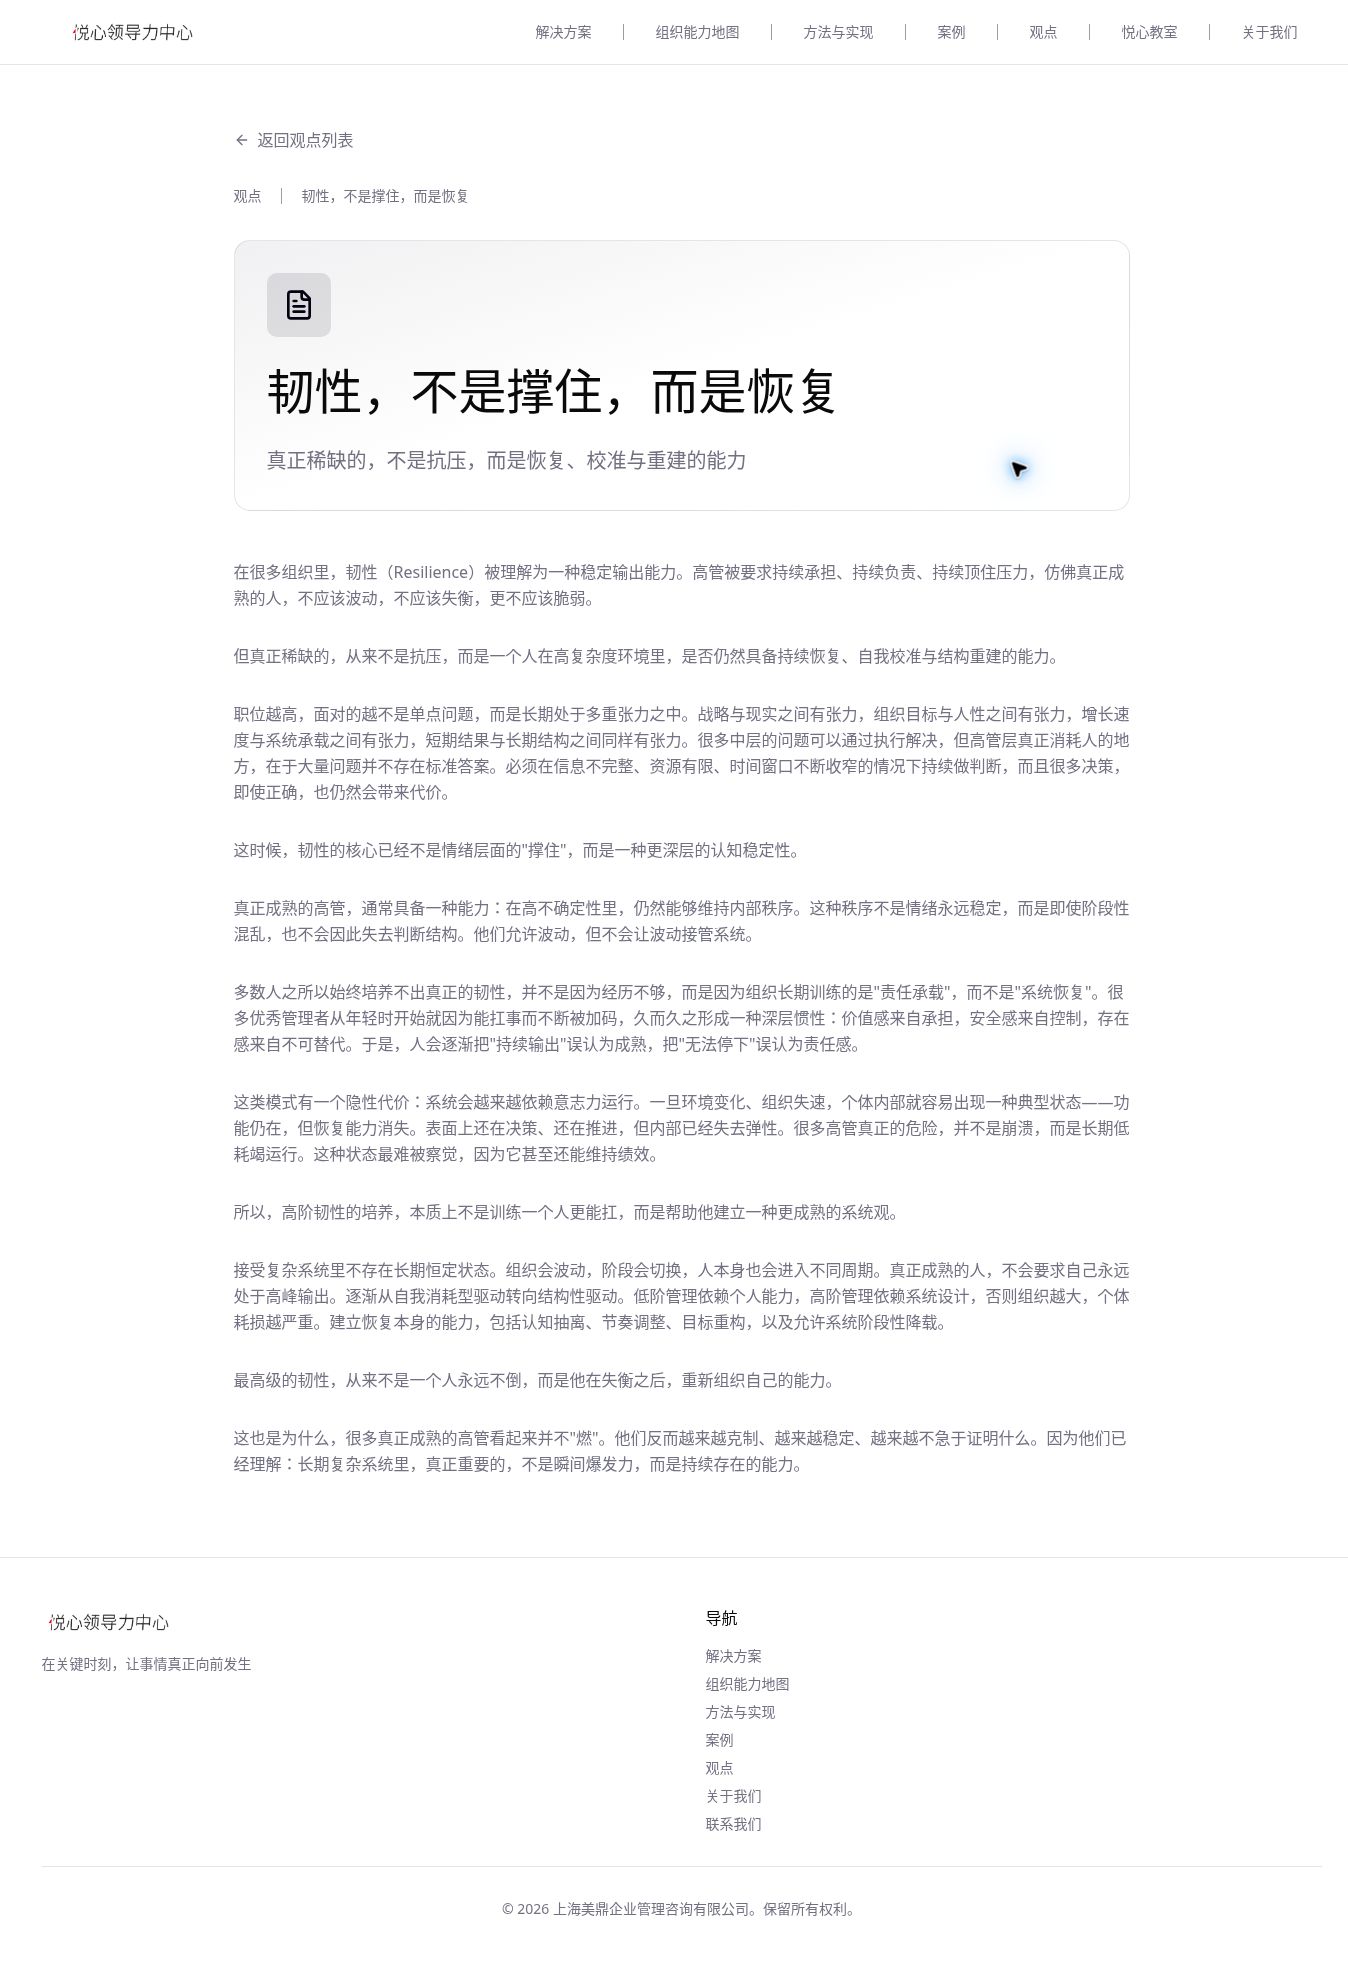 悦心领导力中心
解决方案
组织能力地图
方法与实现
案例
观点
悦心教室
关于我们
返回观点列表
观点
韧性，不是撑住，而是恢复
韧性，不是撑住，而是恢复
真正稀缺的，不是抗压，而是恢复、校准与重建的能力
在很多组织里，韧性（Resilience）被理解为一种稳定输出能力。高管被要求持续承担、持续负责、持续顶住压力，仿佛真正成
熟的人，不应该波动，不应该失衡，更不应该脆弱。
但真正稀缺的，从来不是抗压，而是一个人在高复杂度环境里，是否仍然具备持续恢复、自我校准与结构重建的能力。
职位越高，面对的越不是单点问题，而是长期处于多重张力之中。战略与现实之间有张力，组织目标与人性之间有张力，增长速
度与系统承载之间有张力，短期结果与长期结构之间同样有张力。很多中层的问题可以通过执行解决，但高管层真正消耗人的地
方，在于大量问题并不存在标准答案。必须在信息不完整、资源有限、时间窗口不断收窄的情况下持续做判断，而且很多决策，
即使正确，也仍然会带来代价。
这时候，韧性的核心已经不是情绪层面的"撑住"，而是一种更深层的认知稳定性。
真正成熟的高管，通常具备一种能力：在高不确定性里，仍然能够维持内部秩序。这种秩序不是情绪永远稳定，而是即使阶段性
混乱，也不会因此失去判断结构。他们允许波动，但不会让波动接管系统。
多数人之所以始终培养不出真正的韧性，并不是因为经历不够，而是因为组织长期训练的是"责任承载"，而不是"系统恢复"。很
多优秀管理者从年轻时开始就因为能扛事而不断被加码，久而久之形成一种深层惯性：价值感来自承担，安全感来自控制，存在
感来自不可替代。于是，人会逐渐把"持续输出"误认为成熟，把"无法停下"误认为责任感。
这类模式有一个隐性代价：系统会越来越依赖意志力运行。一旦环境变化、组织失速，个体内部就容易出现一种典型状态——功
能仍在，但恢复能力消失。表面上还在决策、还在推进，但内部已经失去弹性。很多高管真正的危险，并不是崩溃，而是长期低
耗竭运行。这种状态最难被察觉，因为它甚至还能维持绩效。
所以，高阶韧性的培养，本质上不是训练一个人更能扛，而是帮助他建立一种更成熟的系统观。
接受复杂系统里不存在长期恒定状态。组织会波动，阶段会切换，人本身也会进入不同周期。真正成熟的人，不会要求自己永远
处于高峰输出。逐渐从自我消耗型驱动转向结构性驱动。低阶管理依赖个人能力，高阶管理依赖系统设计，否则组织越大，个体
耗损越严重。建立恢复本身的能力，包括认知抽离、节奏调整、目标重构，以及允许系统阶段性降载。
最高级的韧性，从来不是一个人永远不倒，而是他在失衡之后，重新组织自己的能力。
这也是为什么，很多真正成熟的高管看起来并不"燃"。他们反而越来越克制、越来越稳定、越来越不急于证明什么。因为他们已
经理解：长期复杂系统里，真正重要的，不是瞬间爆发力，而是持续存在的能力。
悦心领导力中心
在关键时刻，让事情真正向前发生
导航
解决方案
组织能力地图
方法与实现
案例
观点
关于我们
联系我们
© 2026 上海美鼎企业管理咨询有限公司。保留所有权利。